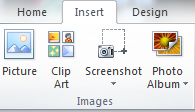 Home Insert Design
Picture Clip Screenshot Photo
Art Album
Images